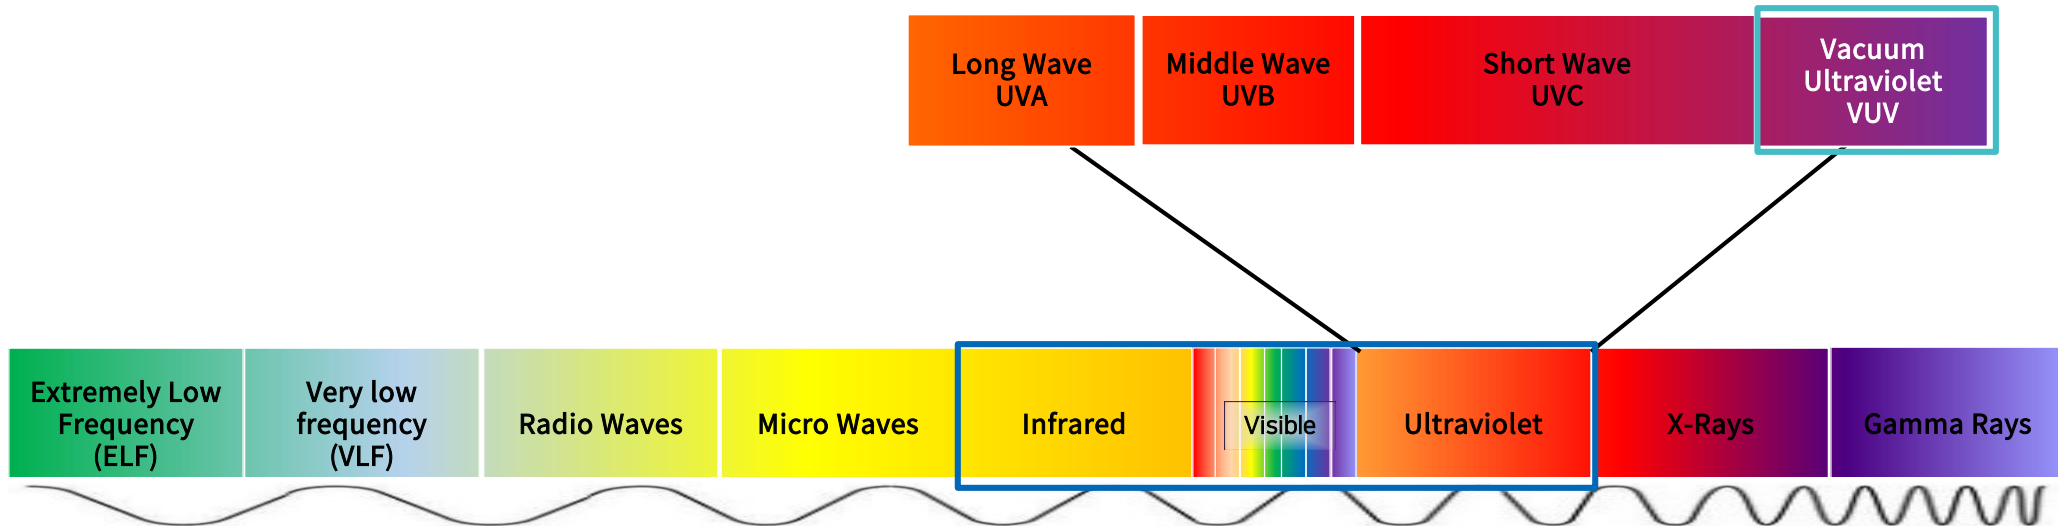 Long Wave
UVA
Middle Wave
UVB
Short Wave
UVC
Vacuum
Ultraviolet
VUV
Extremely Low
Frequency
(ELF)
Very low
frequency
(VLF)
Radio Waves
Micro Waves
Infrared
Visible
Ultraviolet
X-Rays
Gamma Rays